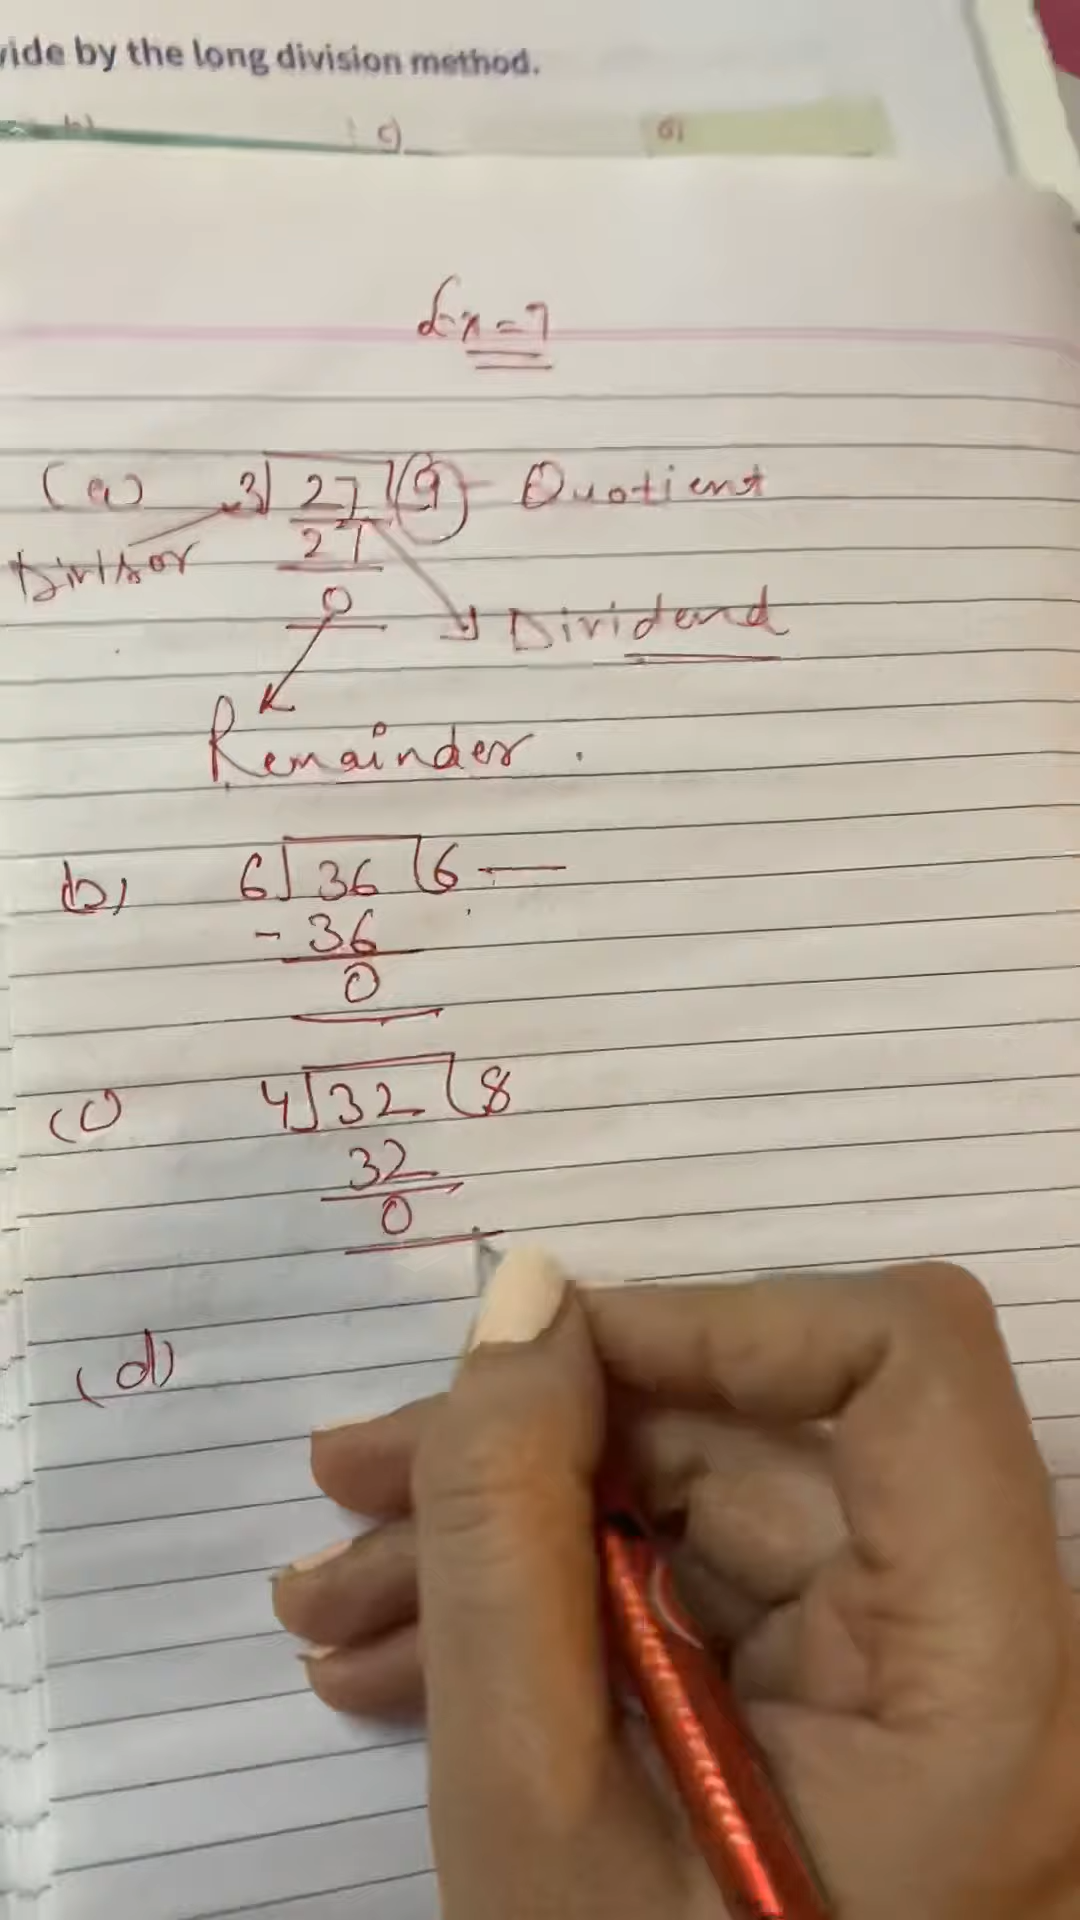 vide by the long division method.
b) c) d)
Ex = 7
(a) 3 27 9 Quotient
27
Divisor
0
Dividend
Remainder .
(b) 6 36 6 —
- 36
0
(c) 4 32 8
32
0
(d)